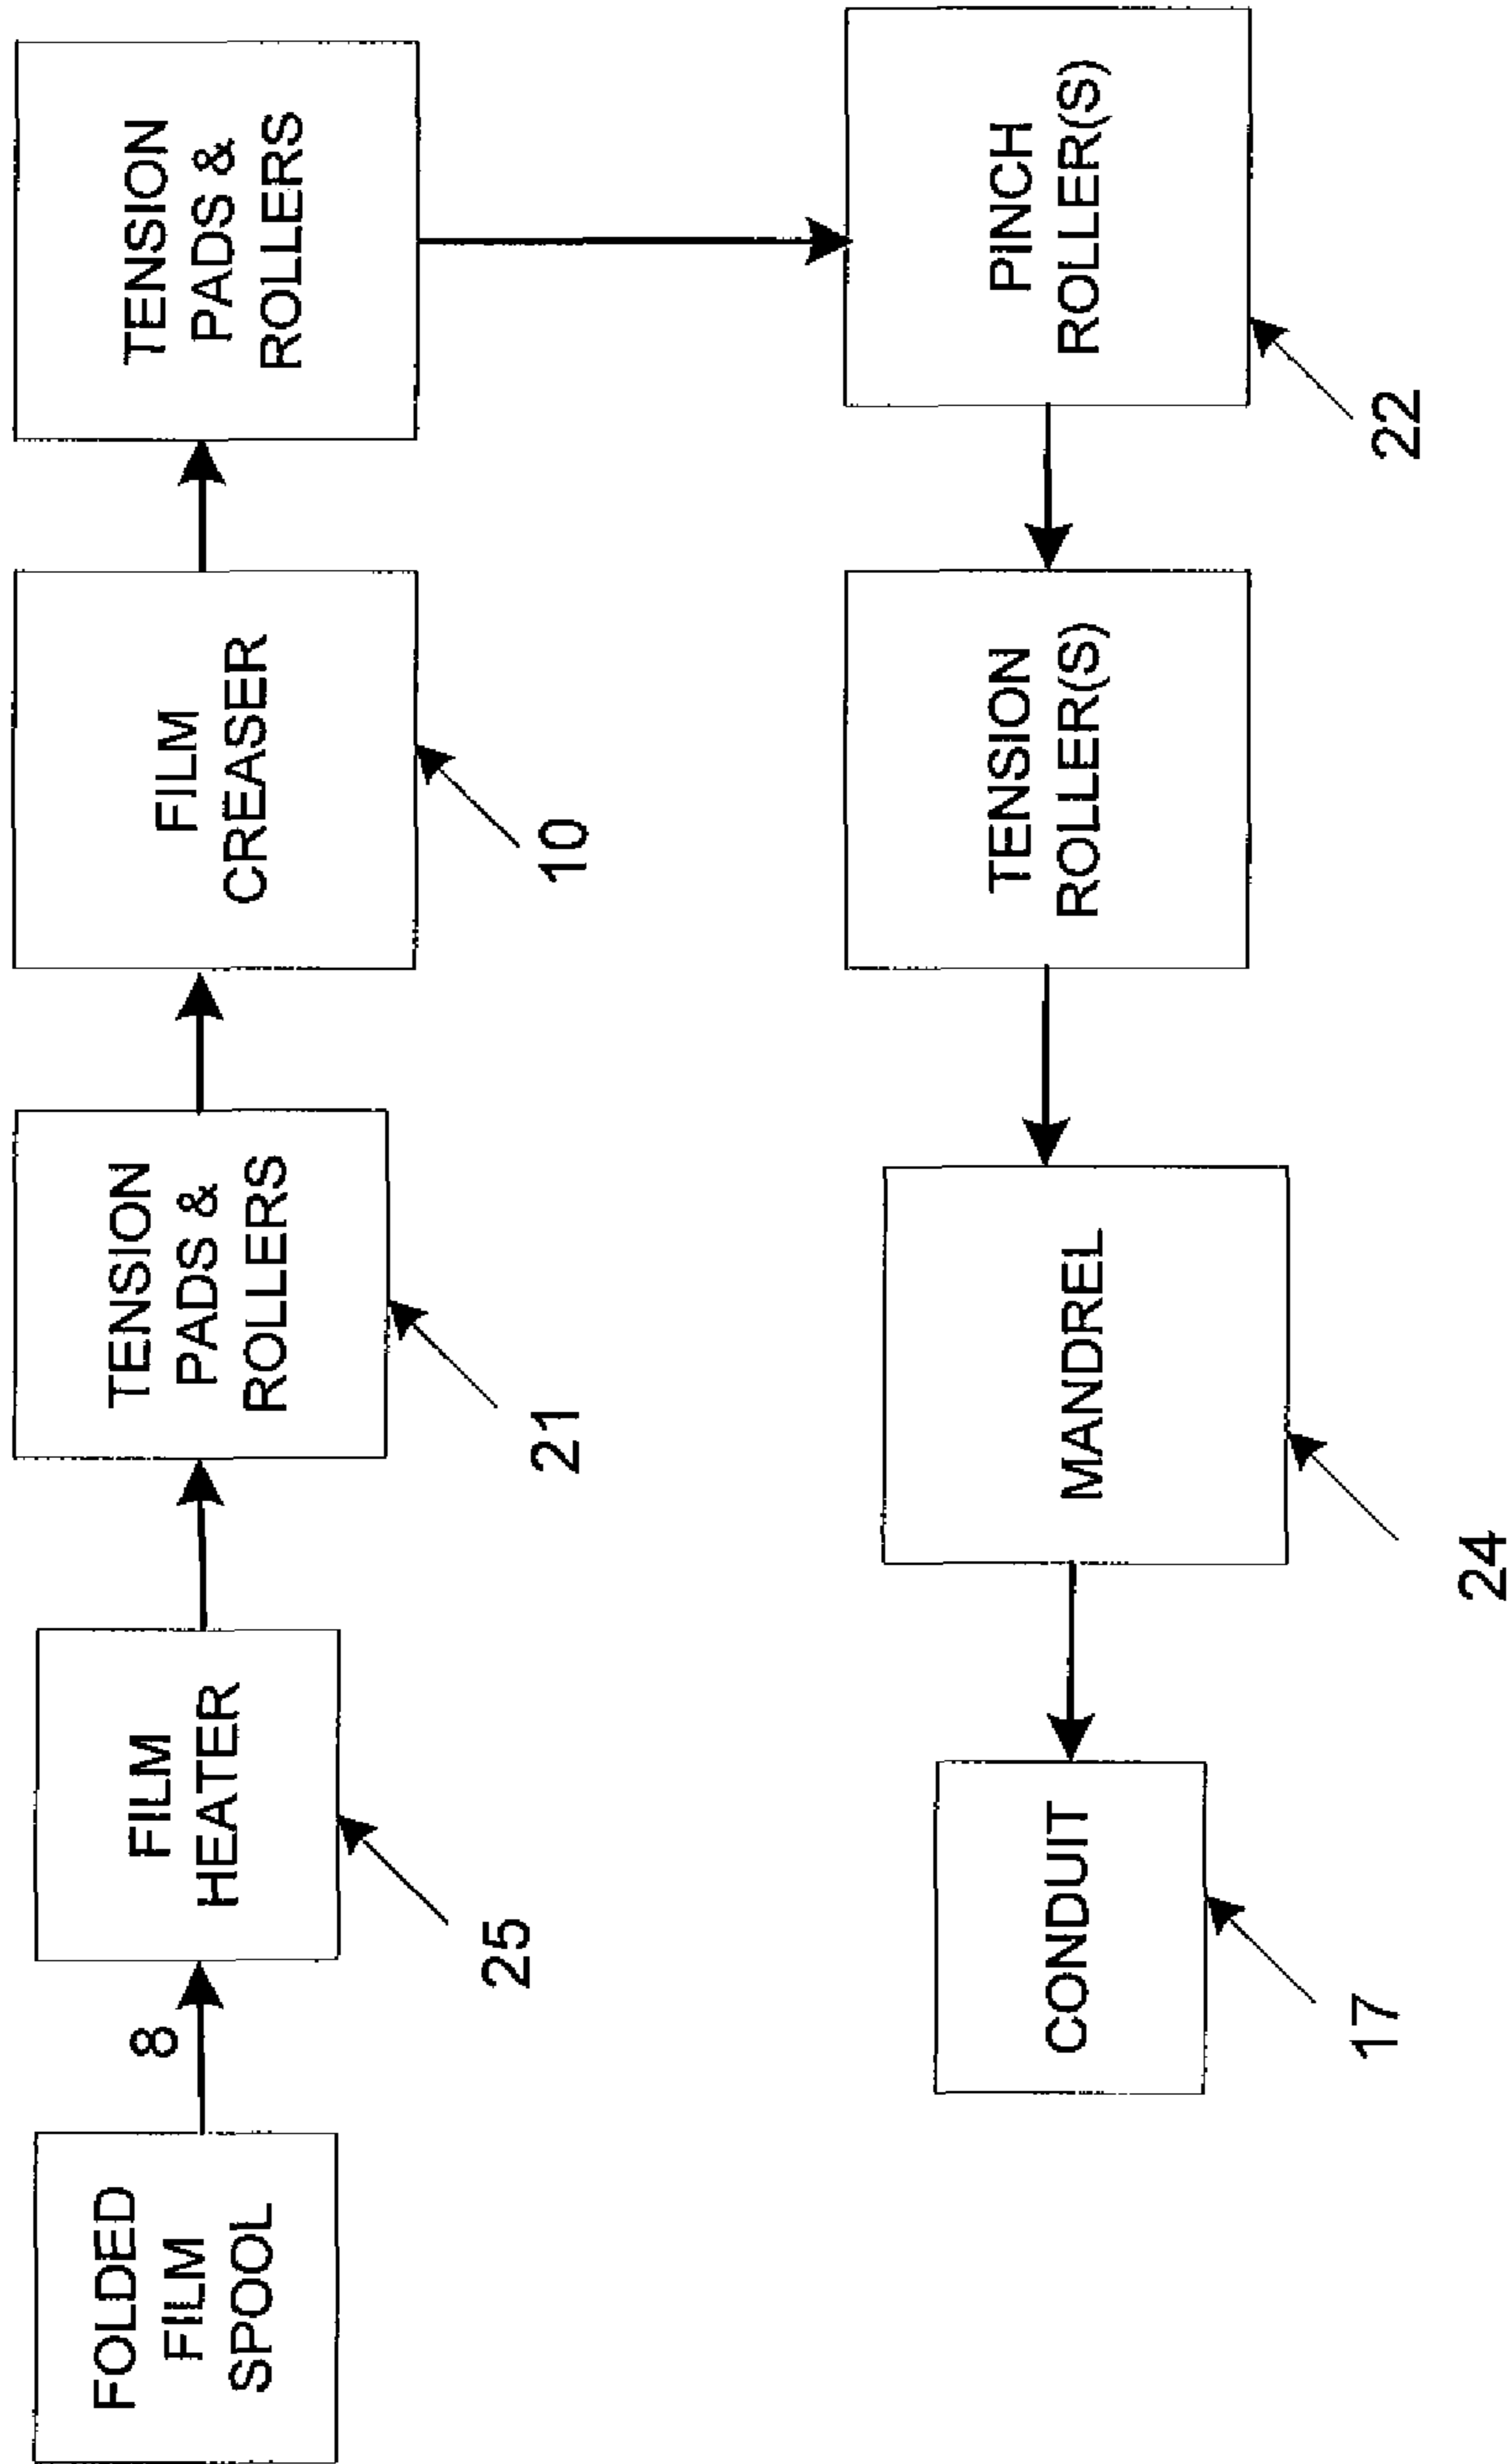 FOLDED
FILM
SPOOL
8
FILM
HEATER
25
TENSION
PADS &
ROLLERS
21
FILM
CREASER
10
TENSION
PADS &
ROLLERS
PINCH
ROLLER(S)
22
TENSION
ROLLER(S)
MANDREL
24
CONDUIT
17